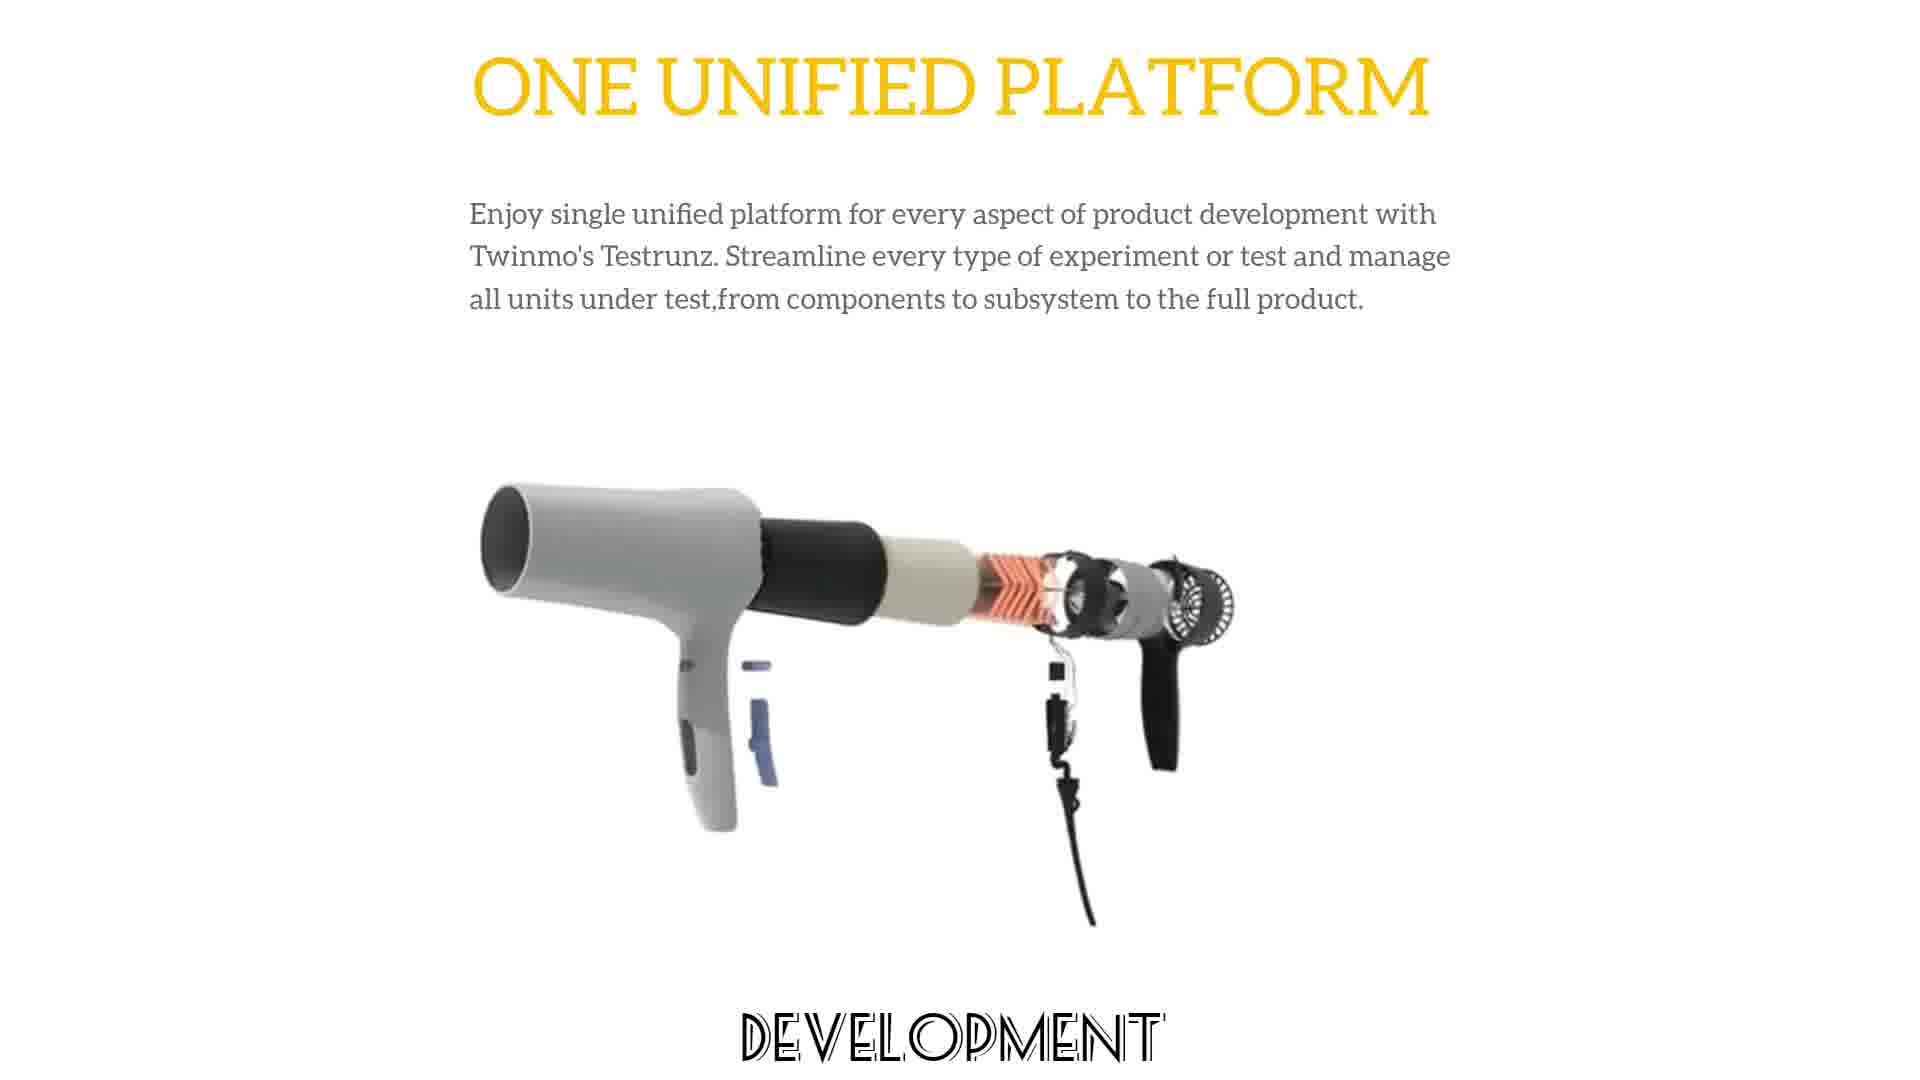 ONE UNIFIED PLATFORM
Enjoy single unified platform for every aspect of product development with
Twinmo's Testrunz. Streamline every type of experiment or test and manage
all units under test,from components to subsystem to the full product.
DEVELOPMENT